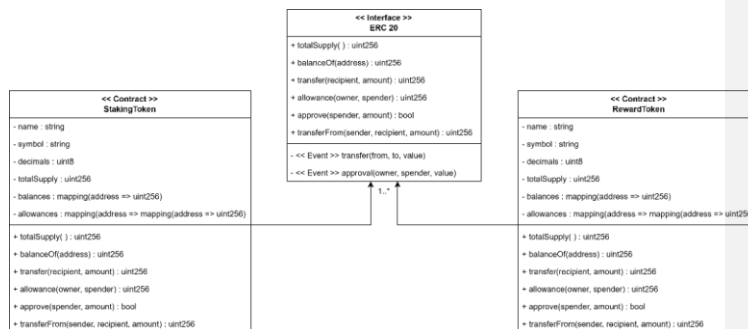 << Interface >>
ERC 20
+ totalSupply( ) : uint256
+ balanceOf(address) : uint256
+ transfer(recipient, amount) : uint256
+ allowance(owner, spender) : uint256
+ approve(spender, amount) : bool
+ transferFrom(sender, recipient, amount) : uint256
- << Event >> transfer(from, to, value)
- << Event >> approval(owner, spender, value)
1..*
<< Contract >>
StakingToken
- name : string
- symbol : string
- decimals : uint8
- totalSupply : uint256
- balances : mapping(address => uint256)
- allowances : mapping(address => mapping(address => uint256)
+ totalSupply( ) : uint256
+ balanceOf(address) : uint256
+ transfer(recipient, amount) : uint256
+ allowance(owner, spender) : uint256
+ approve(spender, amount) : bool
+ transferFrom(sender, recipient, amount) : uint256
<< Contract >>
RewardToken
- name : string
- symbol : string
- decimals : uint8
- totalSupply : uint256
- balances : mapping(address => uint256)
- allowances : mapping(address => mapping(address => uint256
+ totalSupply( ) : uint256
+ balanceOf(address) : uint256
+ transfer(recipient, amount) : uint256
+ allowance(owner, spender) : uint256
+ approve(spender, amount) : bool
+ transferFrom(sender, recipient, amount) : uint256